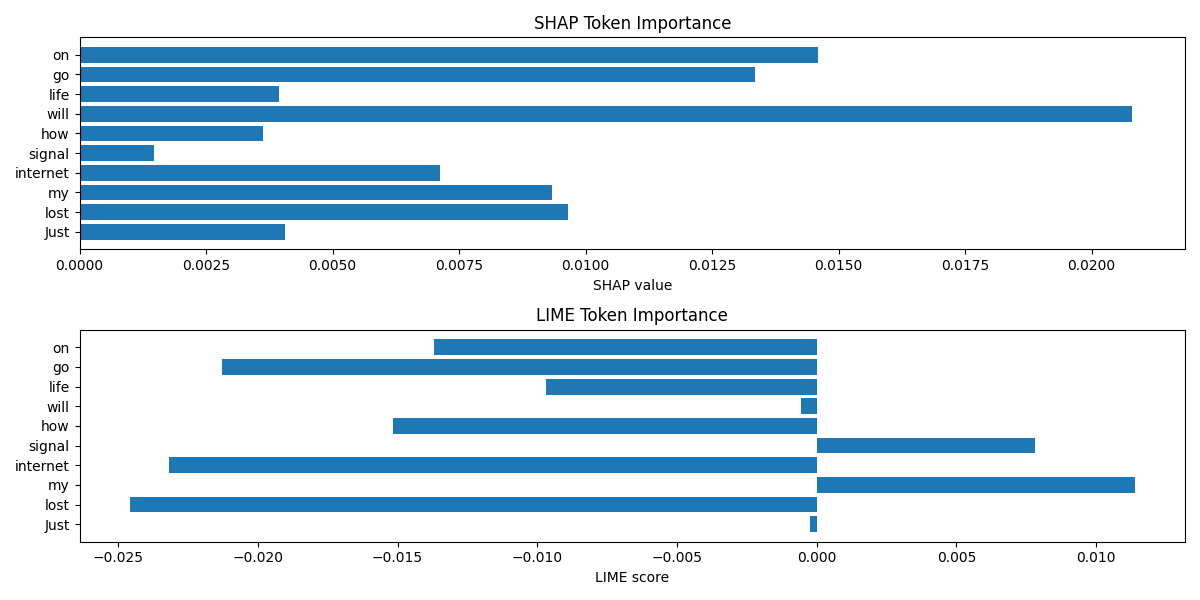 SHAP Token Importance
on
go
life
will
how
signal
internet
my
lost
Just
0.0000 0.0025 0.0050 0.0075 0.0100 0.0125 0.0150 0.0175 0.0200
SHAP value
LIME Token Importance
on
go
life
will
how
signal
internet
my
lost
Just
−0.025 −0.020 −0.015 −0.010 −0.005 0.000 0.005 0.010
LIME score